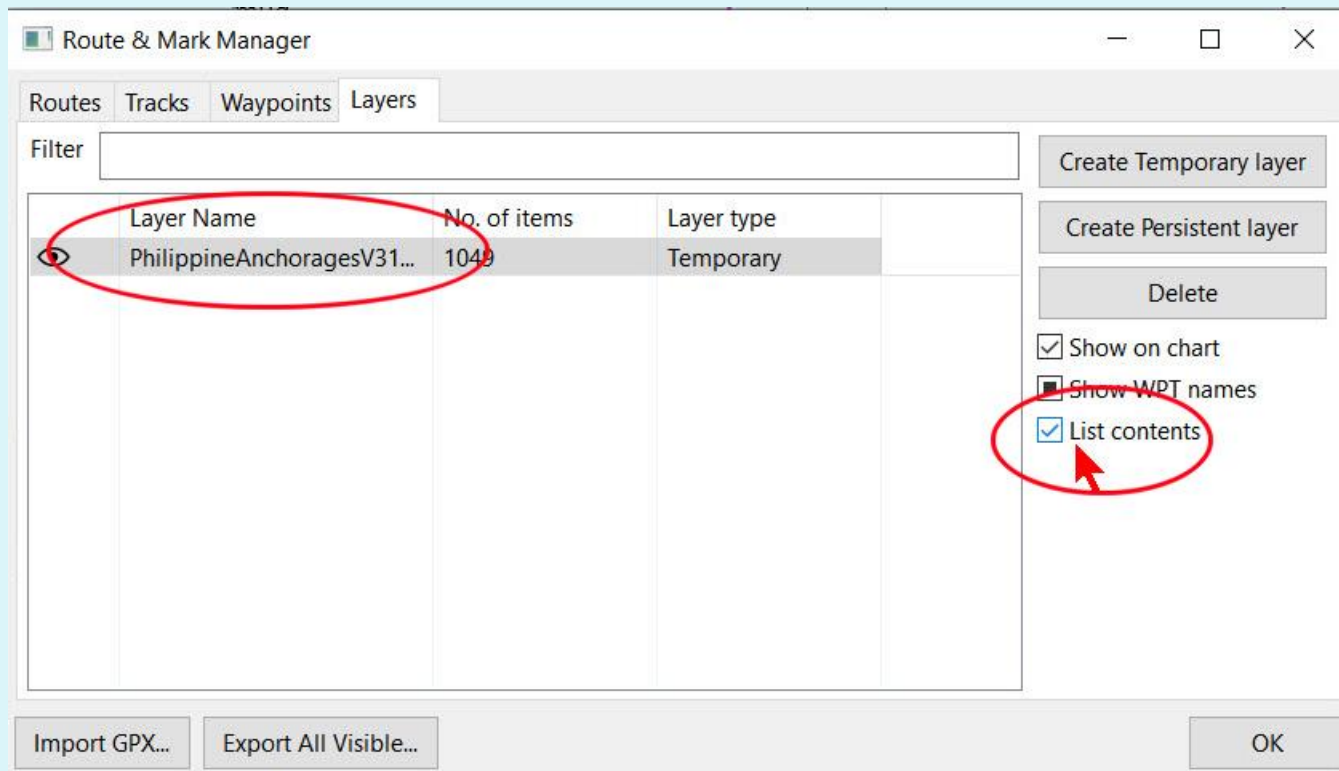 Route & Mark Manager
Routes Tracks Waypoints Layers
Filter
Create Temporary layer
Layer Name No. of items Layer type
Create Persistent layer
PhilippineAnchoragesV31... 1049 Temporary
Delete
Show on chart
Show WPT names
List contents
Import GPX... Export All Visible... OK